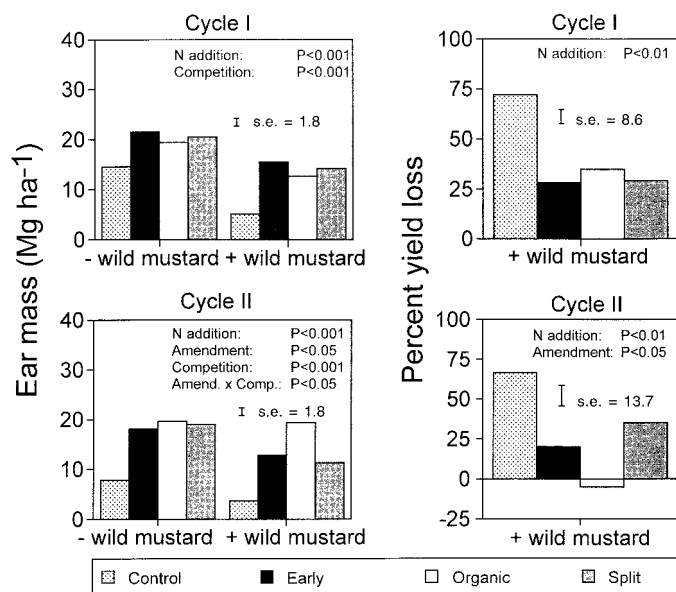 Cycle I
Ear mass (Mg ha⁻¹)
40
30
20
10
0
N addition: P<0.001
Competition: P<0.001
s.e. = 1.8
- wild mustard + wild mustard
Cycle I
Percent yield loss
100
75
50
25
0
N addition: P<0.01
s.e. = 8.6
+ wild mustard
Cycle II
40
30
20
10
0
N addition: P<0.001
Amendment: P<0.05
Competition: P<0.001
Amend. x Comp.: P<0.05
s.e. = 1.8
- wild mustard + wild mustard
Cycle II
100
75
50
25
0
-25
N addition: P<0.01
Amendment: P<0.05
s.e. = 13.7
+ wild mustard
Control Early Organic Split